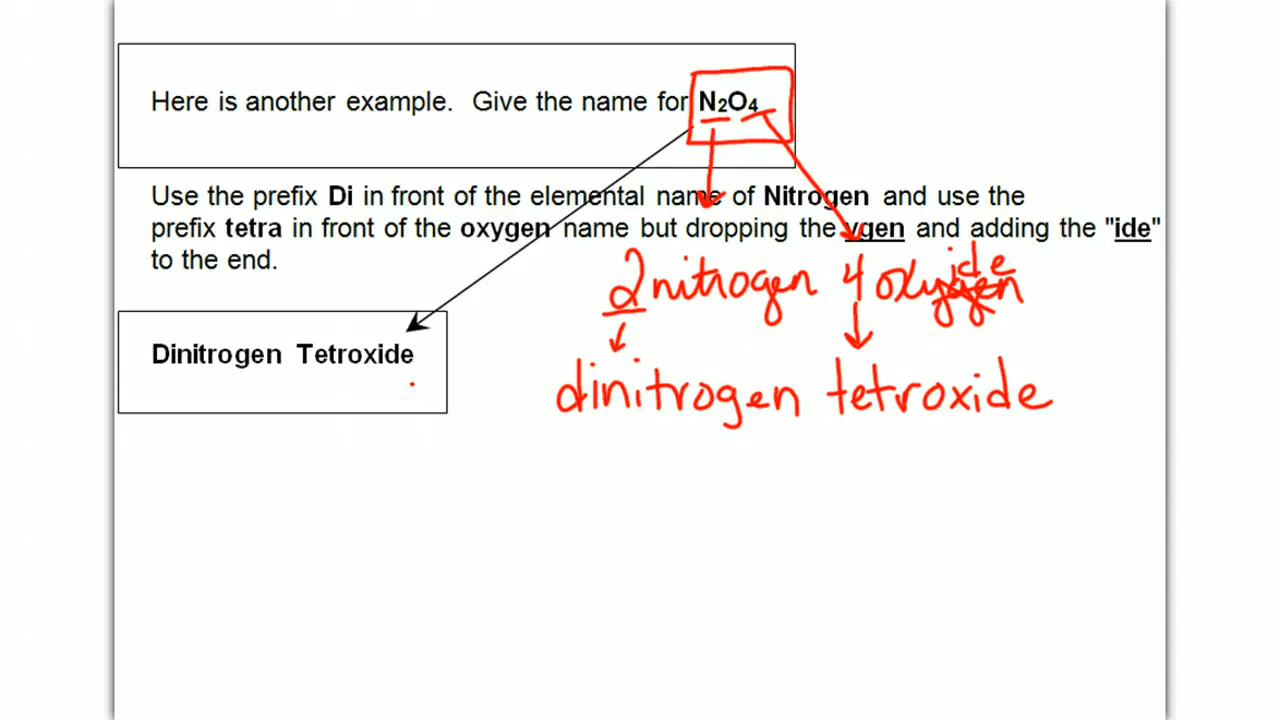 Here is another example. Give the name for N₂O₄
Use the prefix Di in front of the elemental name of Nitrogen and use the
prefix tetra in front of the oxygen name but dropping the ygen and adding the "ide"
to the end.
ide
2nitrogen 4oxygen
Dinitrogen Tetroxide
dinitrogen tetroxide